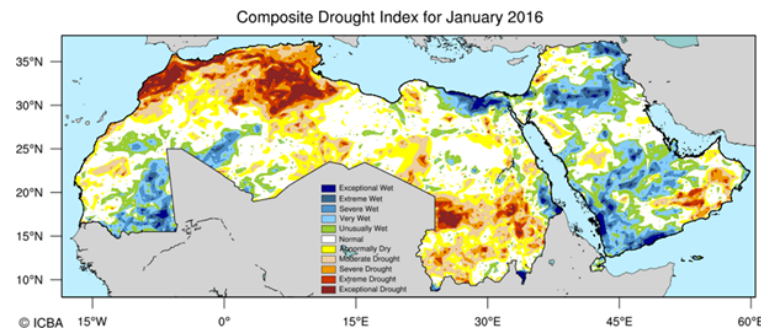 Composite Drought Index for January 2016
35°N
30°N
25°N
20°N
15°N
10°N
Exceptional Wet
Extreme Wet
Severe Wet
Very Wet
Unusually Wet
Normal
Abnormally Dry
Moderate Drought
Severe Drought
Extreme Drought
Exceptional Drought
© ICBA 15°W 0° 15°E 30°E 45°E 60°E